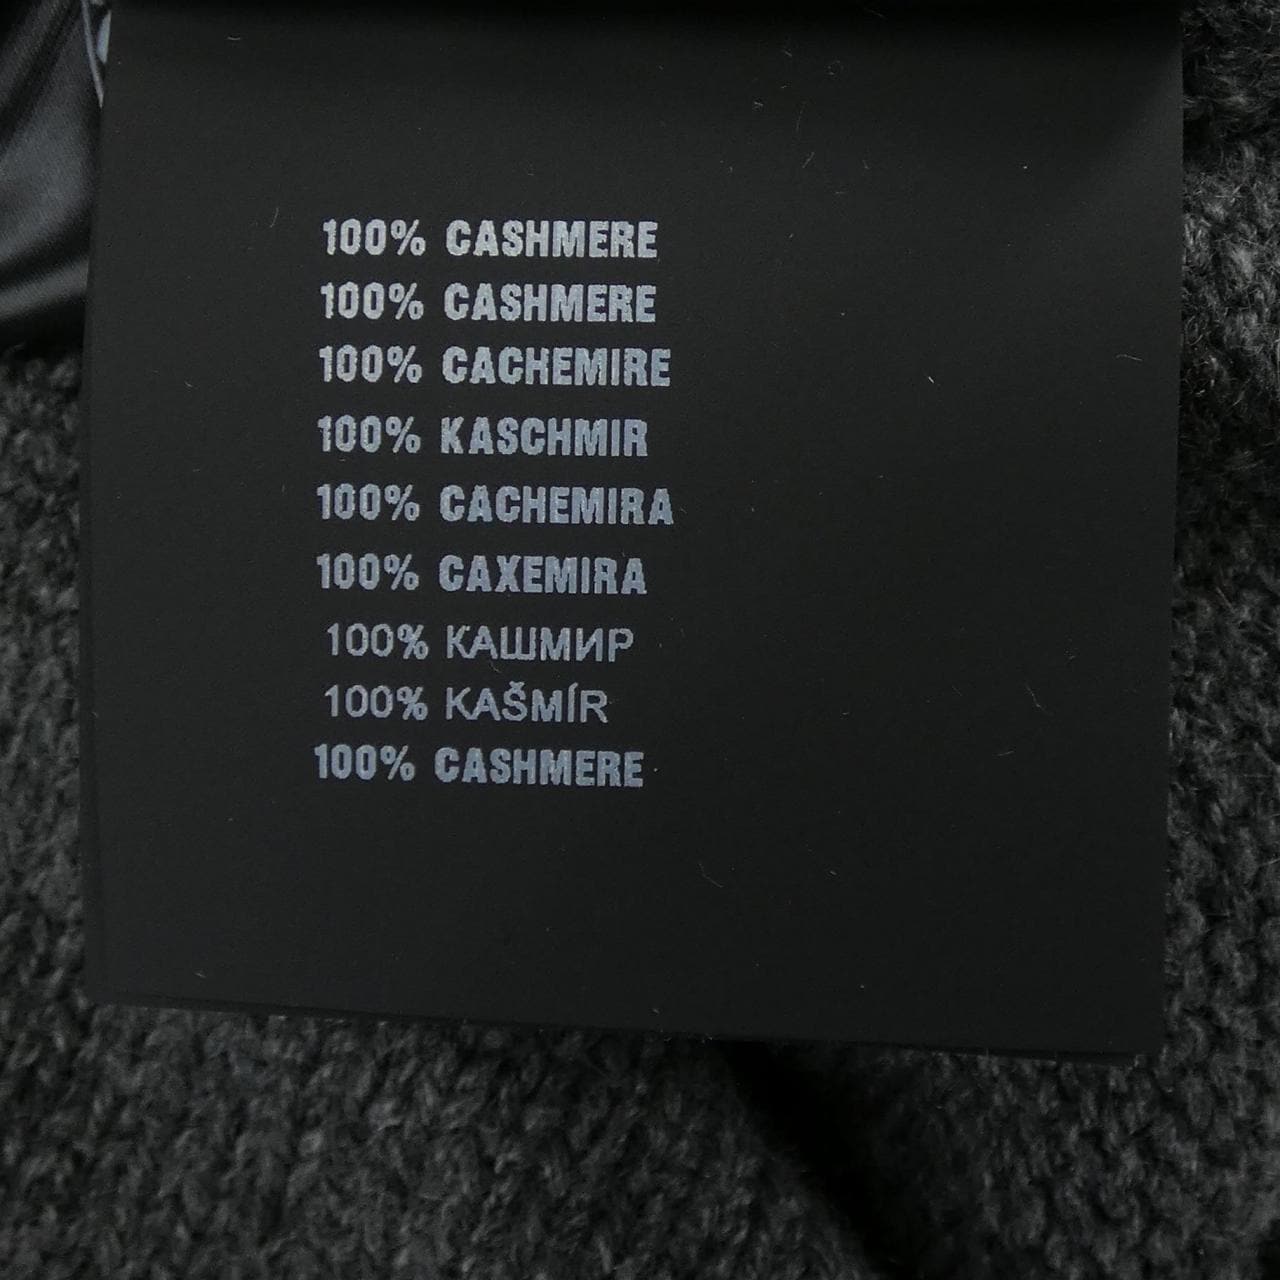 100% CASHMERE
100% CASHMERE
100% CACHEMIRE
100% KASCHMIR
100% CACHEMIRA
100% CAXEMIRA
100% КАШМИР
100% KAŠMÍR
100% CASHMERE